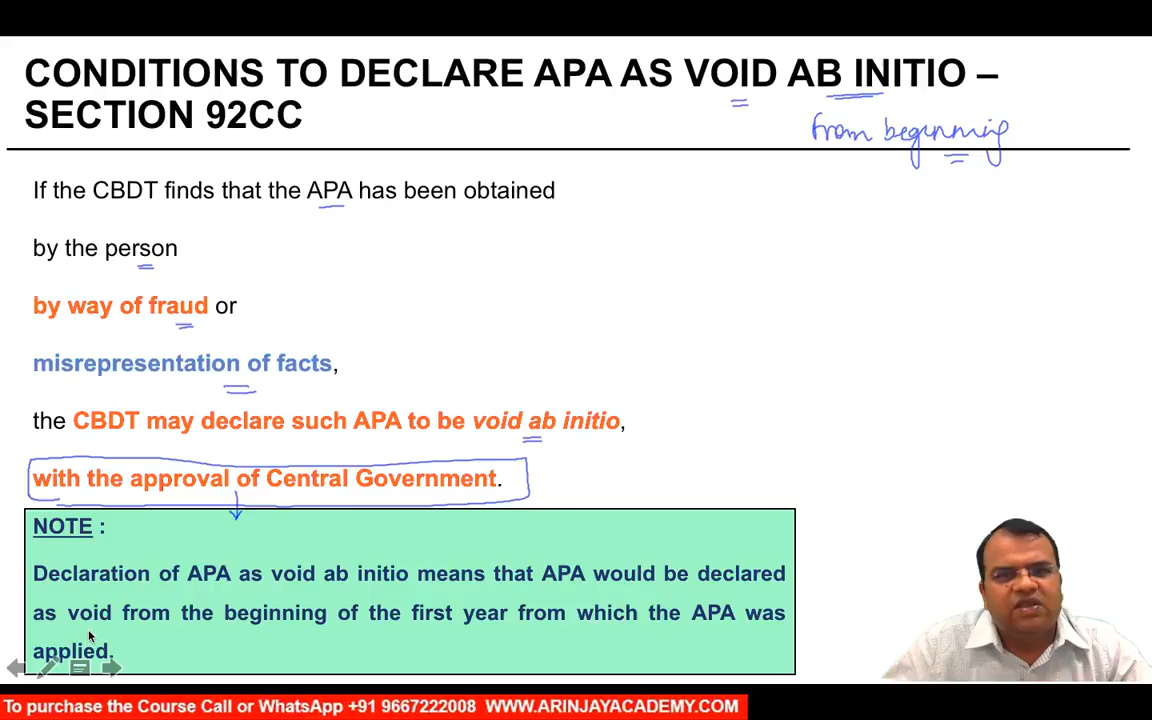 CONDITIONS TO DECLARE APA AS VOID AB INITIO –
SECTION 92CC
from beginning
If the CBDT finds that the APA has been obtained
by the person
by way of fraud or
misrepresentation of facts,
the CBDT may declare such APA to be void ab initio,
with the approval of Central Government.
NOTE :
Declaration of APA as void ab initio means that APA would be declared
as void from the beginning of the first year from which the APA was
applied.
To purchase the Course Call or WhatsApp +91 9667222008 WWW.ARINJAYACADEMY.COM